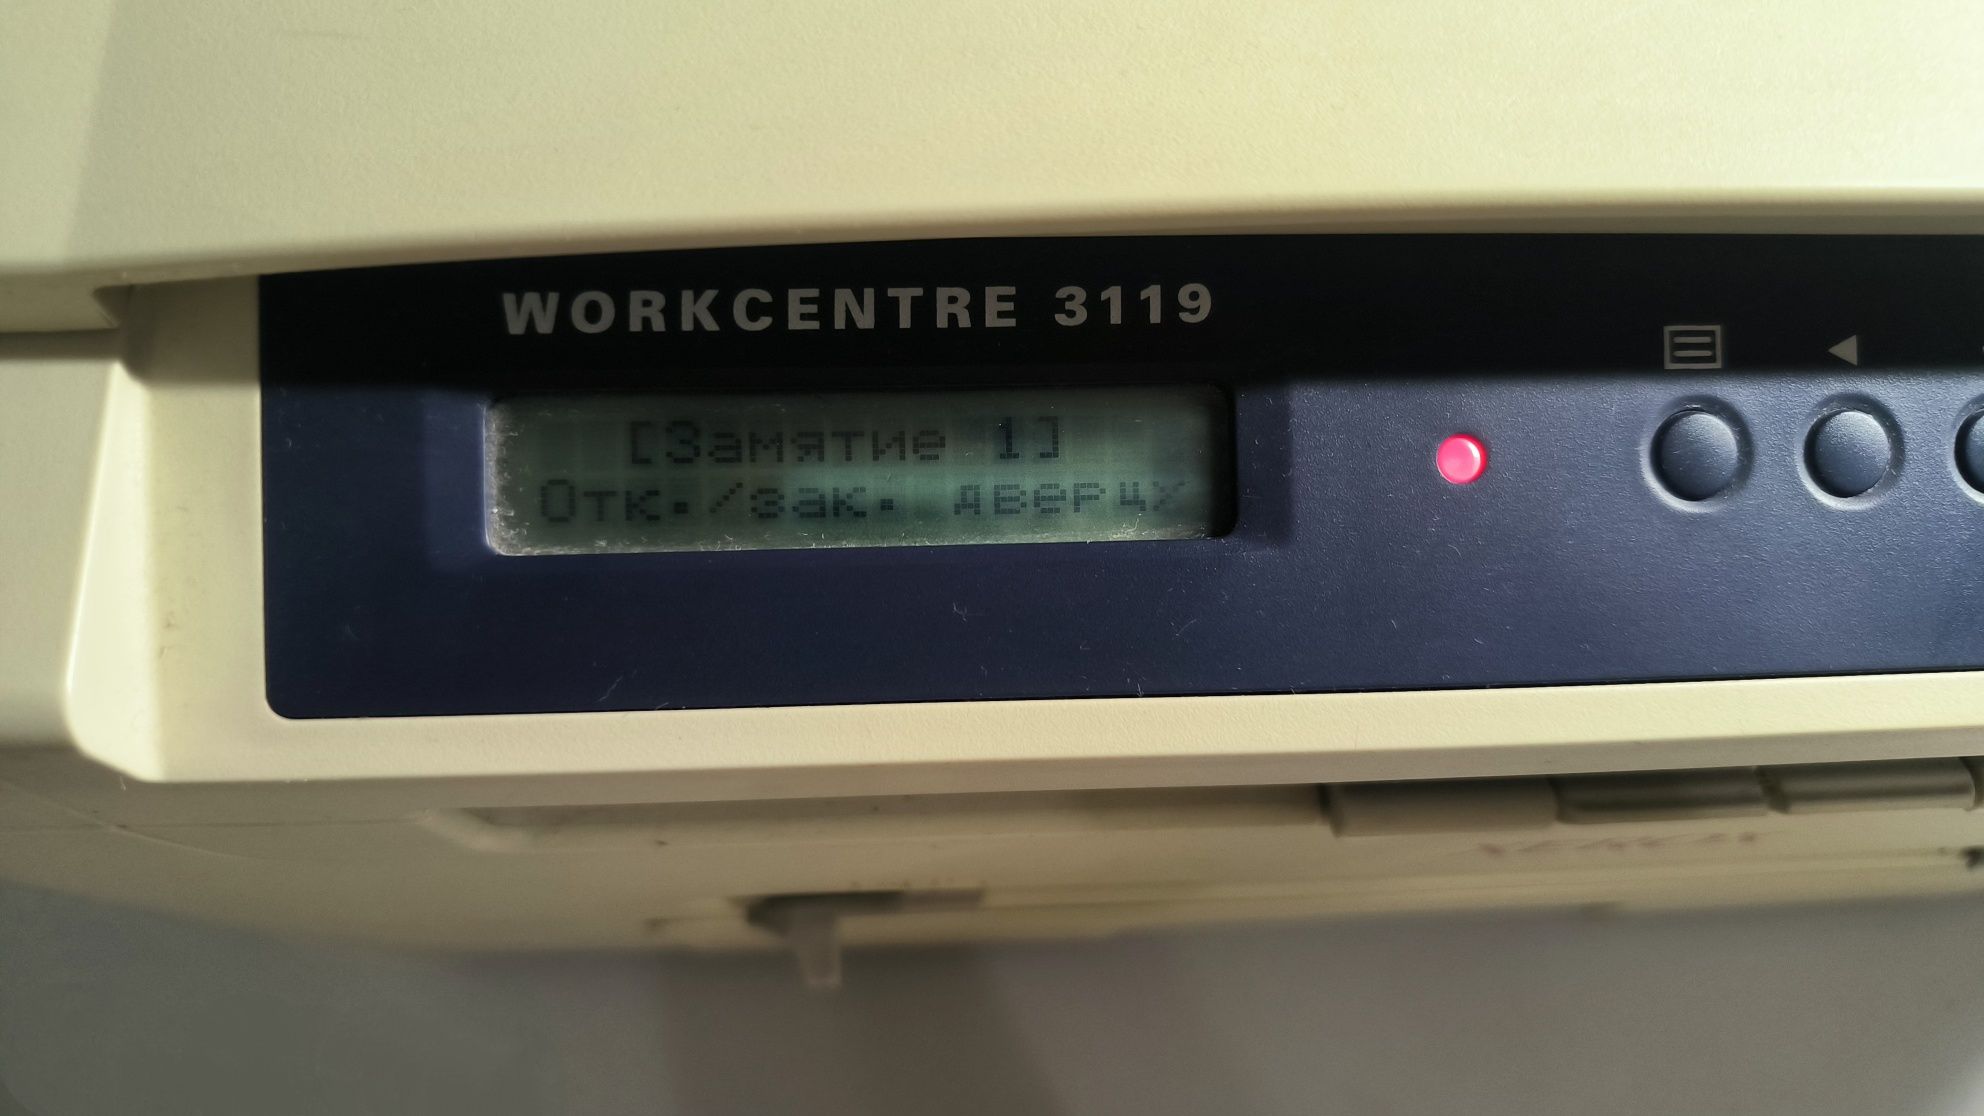 WORKCENTRE 3119
[Замятие 1]
Отк./зак. дверцу